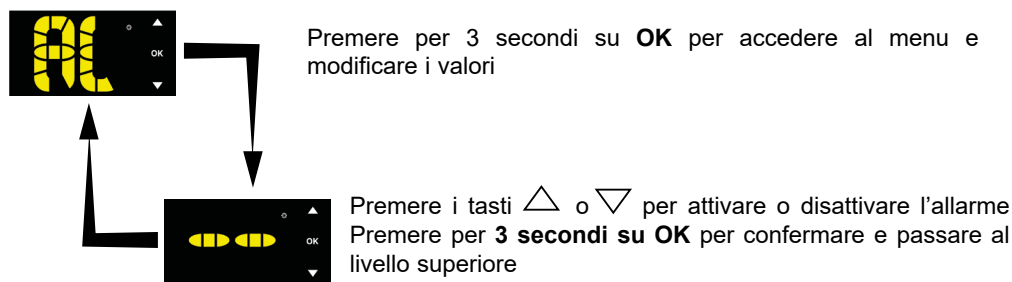 AL
OK
Premere per 3 secondi su OK per accedere al menu e
modificare i valori
--
OK
Premere i tasti △ o ▽ per attivare o disattivare l'allarme
Premere per 3 secondi su OK per confermare e passare al
livello superiore